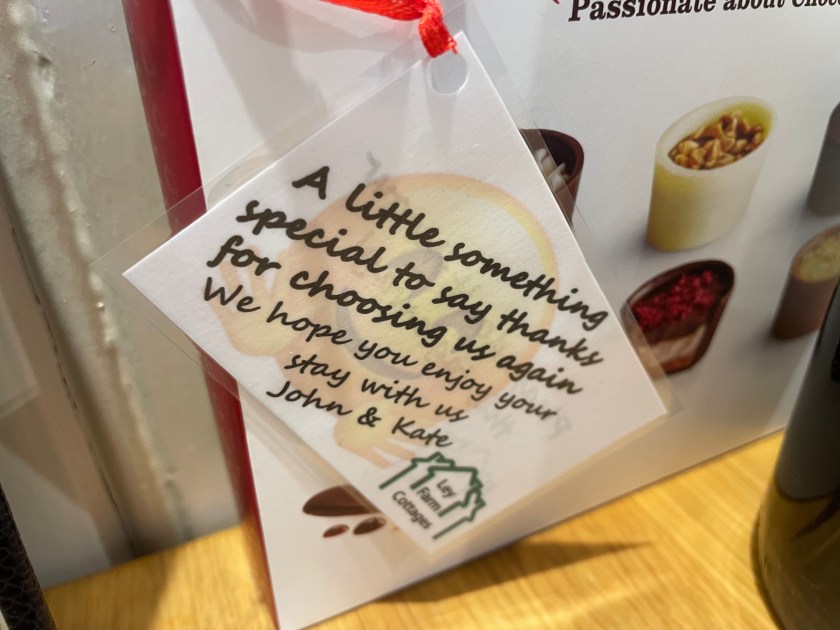 Passionate about
A little something
special to say thanks
for choosing us again
We hope you enjoy your
stay with us
John & Kate
Ley
Farm
Cottages